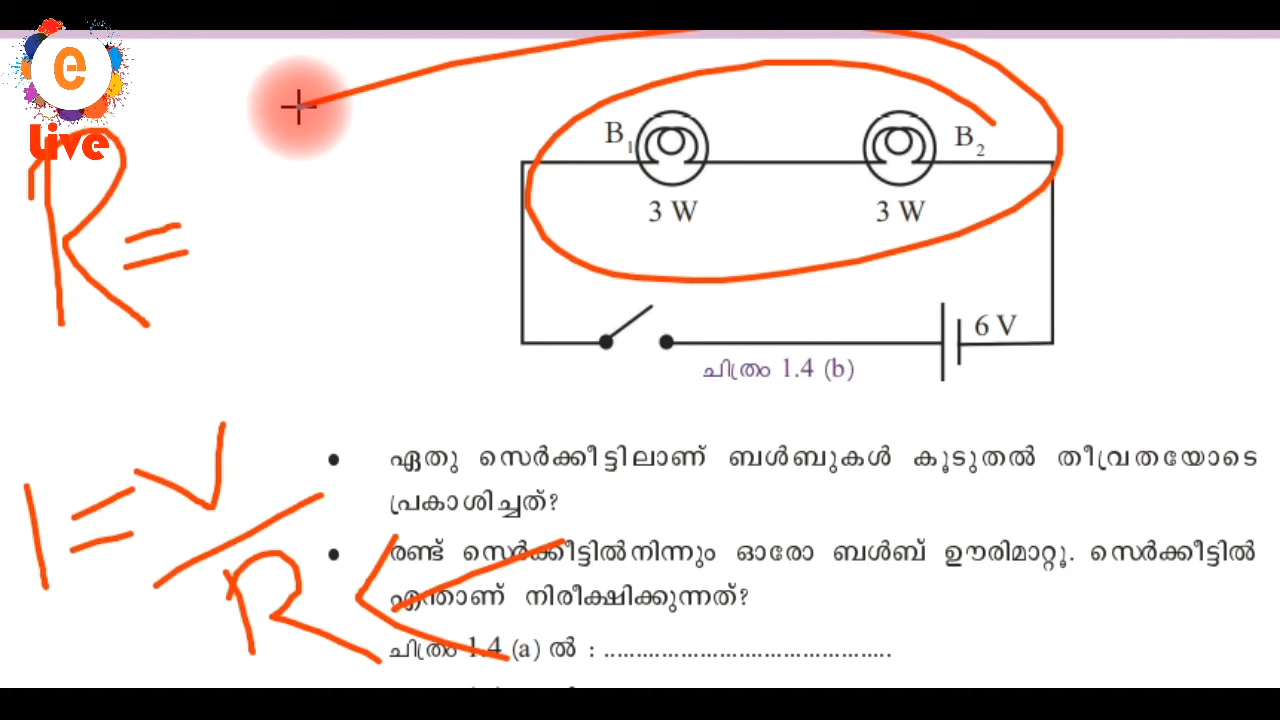 e
Live
B1
B2
3 W
3 W
R =
6 V
ചിത്രം 1.4 (b)
I = V / R <
• ഏതു സെർക്കീട്ടിലാണ് ബൾബുകൾ കൂടുതൽ തീവ്രതയോടെ
പ്രകാശിച്ചത്?
• രണ്ട് സെർക്കീട്ടിൽനിന്നും ഓരോ ബൾബ് ഊരിമാറ്റൂ. സെർക്കീട്ടിൽ
എന്താണ് നിരീക്ഷിക്കുന്നത്?
ചിത്രം 1.4 (a) ൽ : ............................................